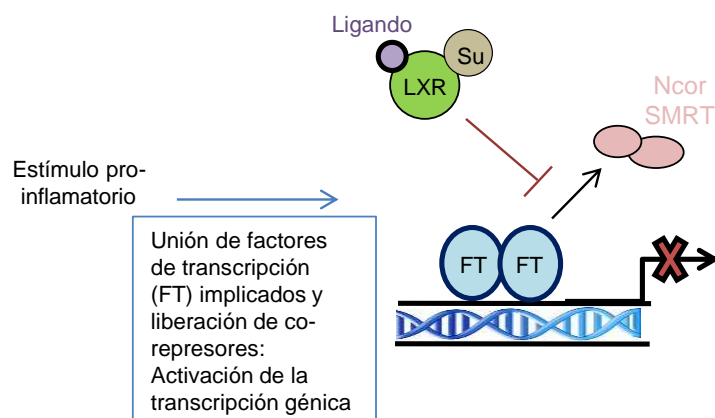 Ligando
Su
LXR
Ncor
SMRT
Estímulo pro-
inflamatorio
Unión de factores
de transcripción
(FT) implicados y
liberación de co-
represores:
Activación de la
transcripción génica
FT FT